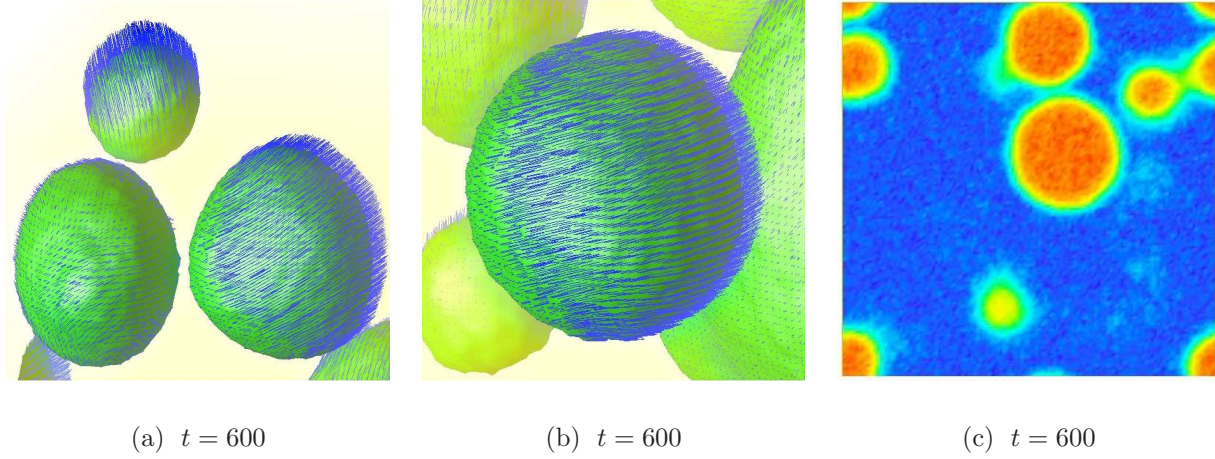 (a) t = 600 (b) t = 600 (c) t = 600